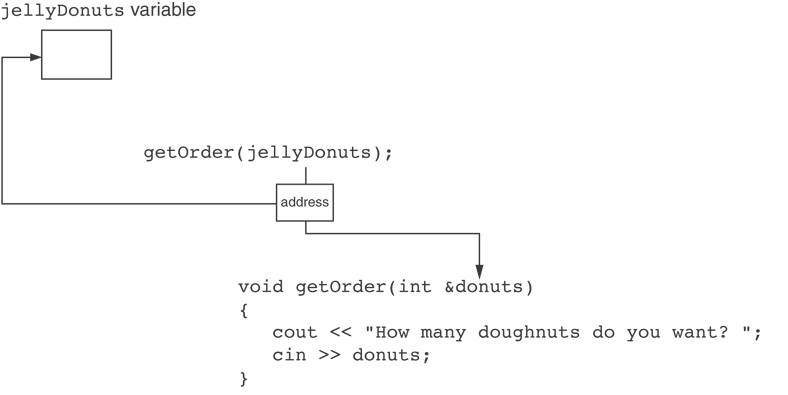 jellyDonuts variable
getOrder(jellyDonuts);
address
void getOrder(int &donuts)
{
cout << "How many doughnuts do you want? ";
cin >> donuts;
}